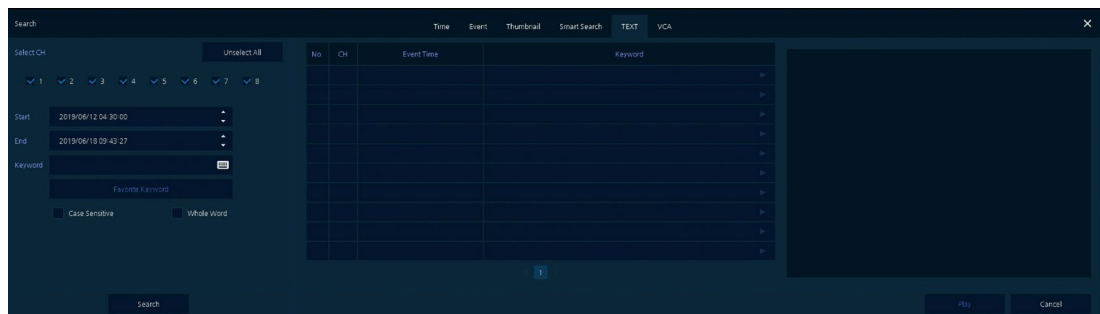 Search
Time Event Thumbnail Smart Search TEXT VCA
Select CH
Unselect All
1 2 3 4 5 6 7 8
Start 2019/06/12 04:30:00
End 2019/06/18 09:43:27
Keyword
Favorite Keyword
Case Sensitive Whole Word
Search
No. CH Event Time Keyword
1
Play Cancel